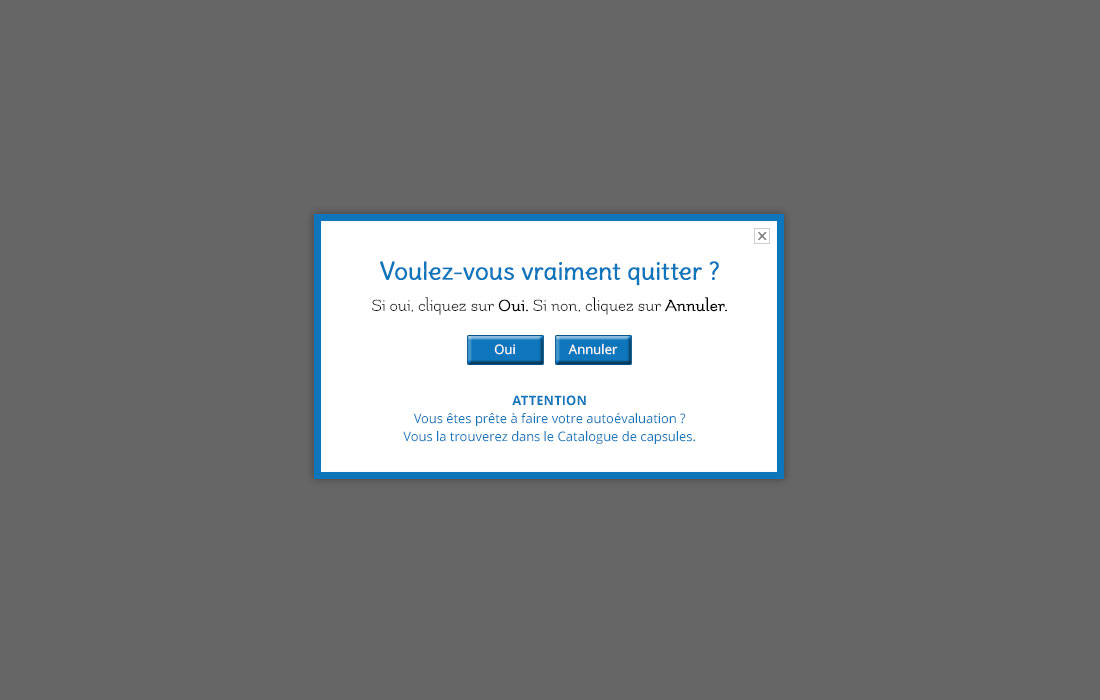 Voulez-vous vraiment quitter ?
Si oui, cliquez sur Oui. Si non, cliquez sur Annuler.
Oui
Annuler
ATTENTION
Vous êtes prête à faire votre autoévaluation ?
Vous la trouverez dans le Catalogue de capsules.